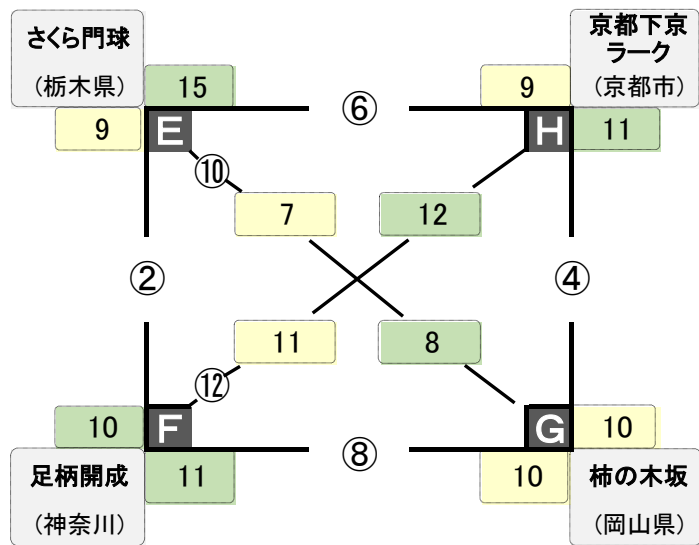 さくら門球
（栃木県）
15
9
京都下京
ラーク
（京都市）
9
11
⑥
E
H
⑩
7
12
②
④
11
8
⑫
10
F
G
10
足柄開成
（神奈川）
11
⑧
10
柿の木坂
（岡山県）